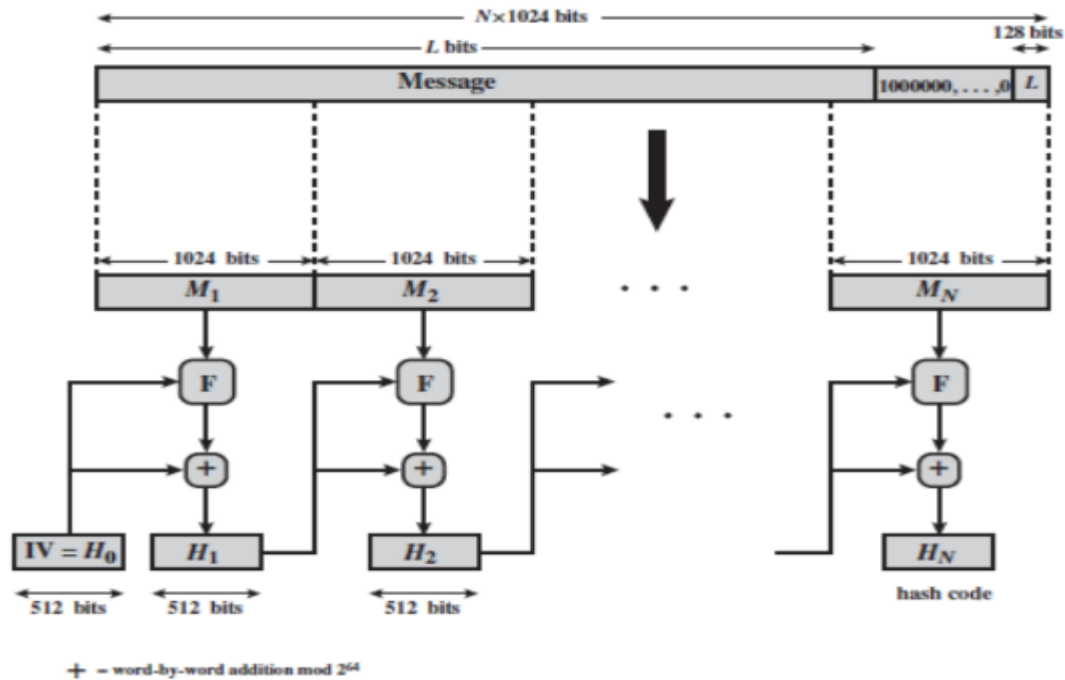 N×1024 bits
L bits
128 bits
Message 1000000, . . . ,0 L
1024 bits 1024 bits 1024 bits
M1 M2 . . . MN
F F F
. . .
+ + +
IV = H0 H1 H2 HN
512 bits 512 bits 512 bits hash code
+ – word-by-word addition mod 2^64